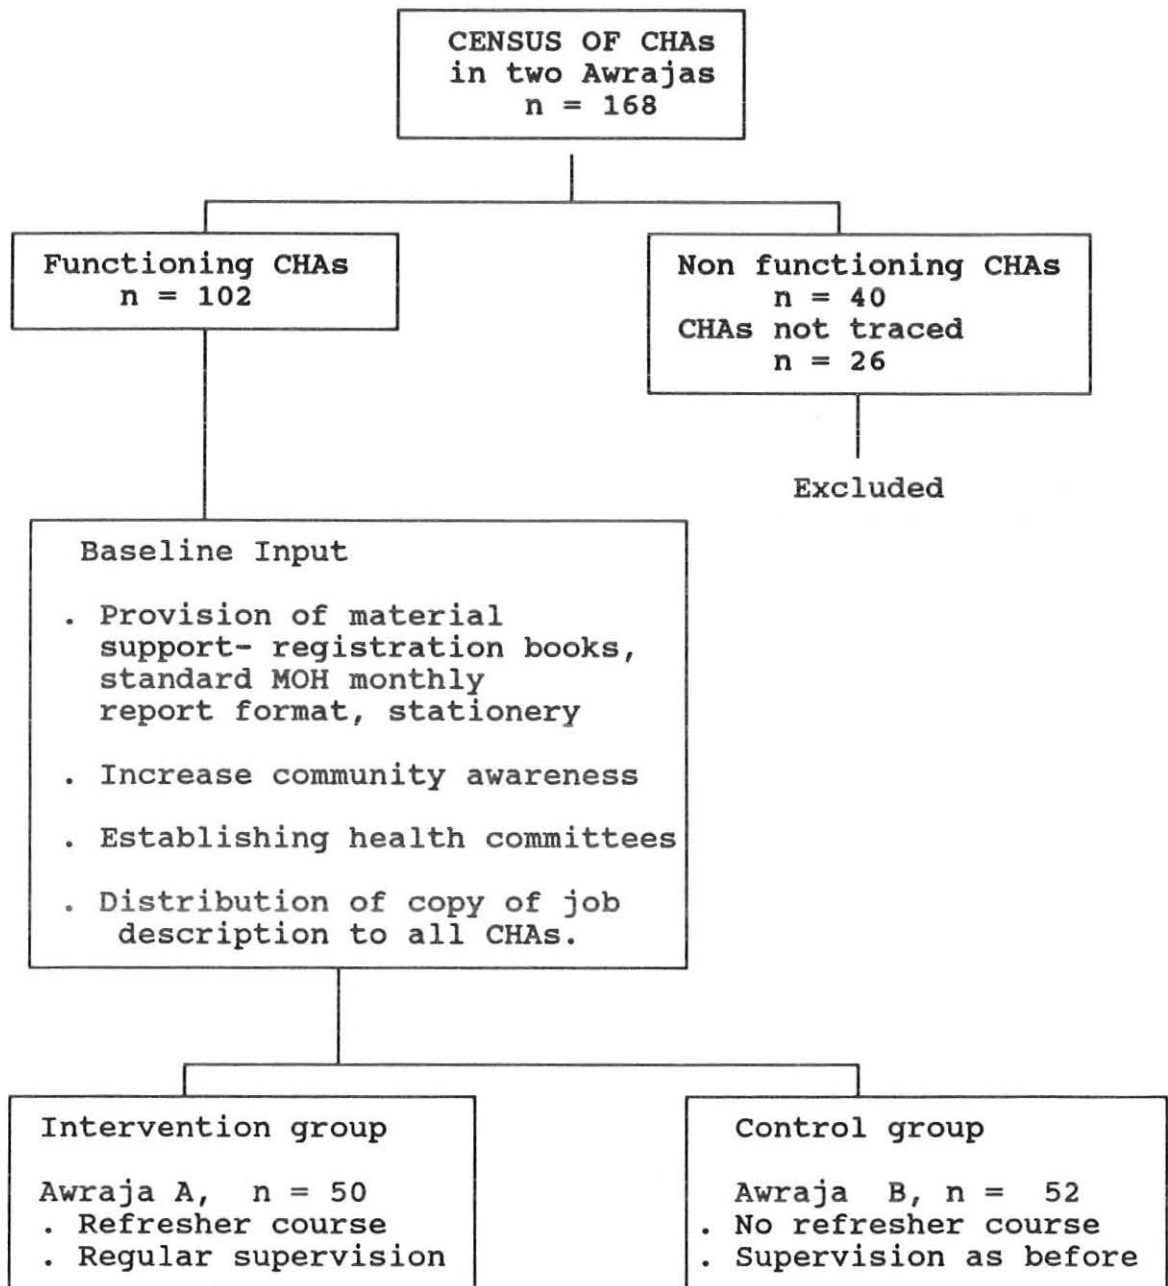 CENSUS OF CHAs
in two Awrajas
n = 168
Functioning CHAs
n = 102
Non functioning CHAs
n = 40
CHAs not traced
n = 26
Excluded
Baseline Input
. Provision of material
support- registration books,
standard MOH monthly
report format, stationery
. Increase community awareness
. Establishing health committees
. Distribution of copy of job
description to all CHAs.
Intervention group
Awraja A, n = 50
. Refresher course
. Regular supervision
Control group
Awraja B, n = 52
. No refresher course
. Supervision as before